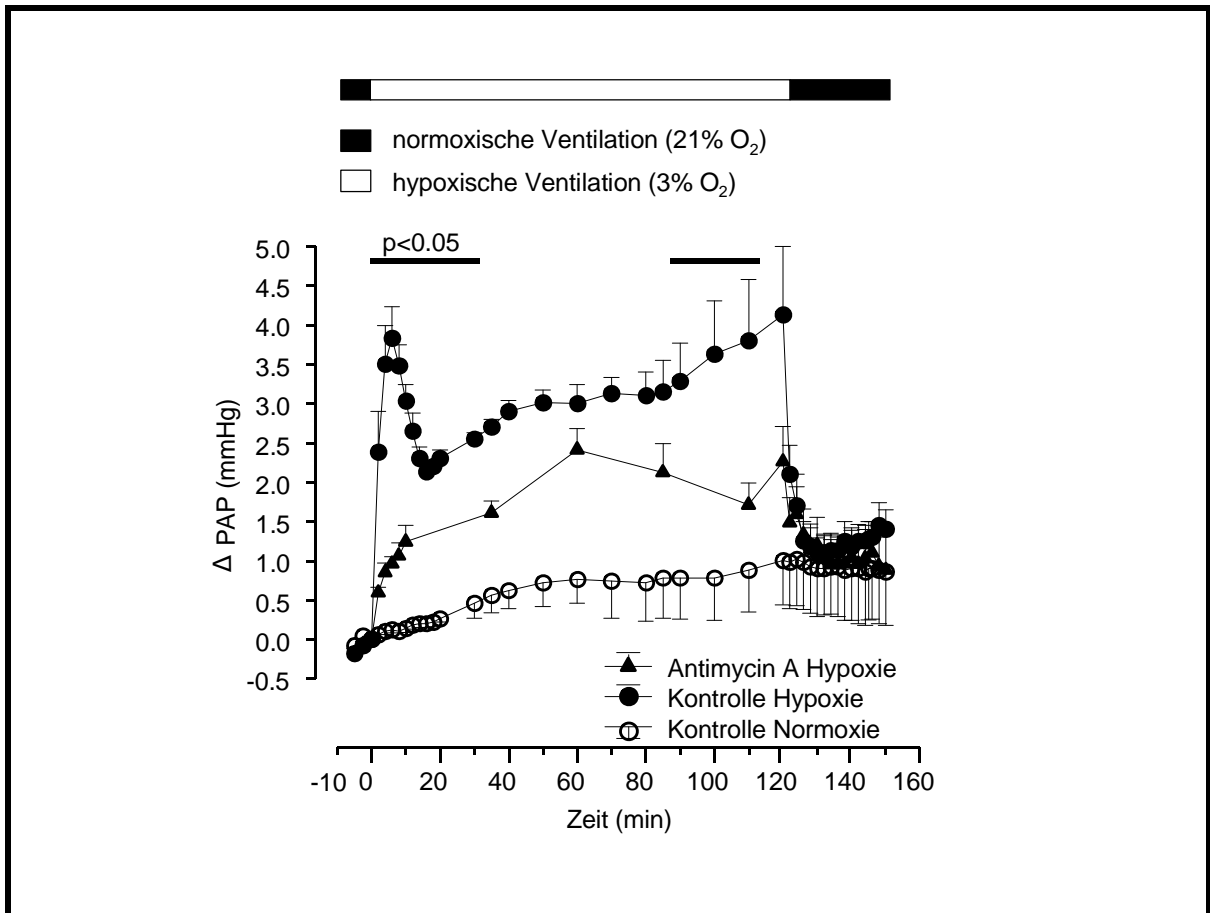 normoxische Ventilation (21% O₂)
hypoxische Ventilation (3% O₂)
p<0.05
5.0
4.5
4.0
3.5
3.0
2.5
2.0
1.5
1.0
0.5
0.0
-0.5
Δ PAP (mmHg)
Antimycin A Hypoxie
Kontrolle Hypoxie
Kontrolle Normoxie
-10 0 20 40 60 80 100 120 140 160
Zeit (min)